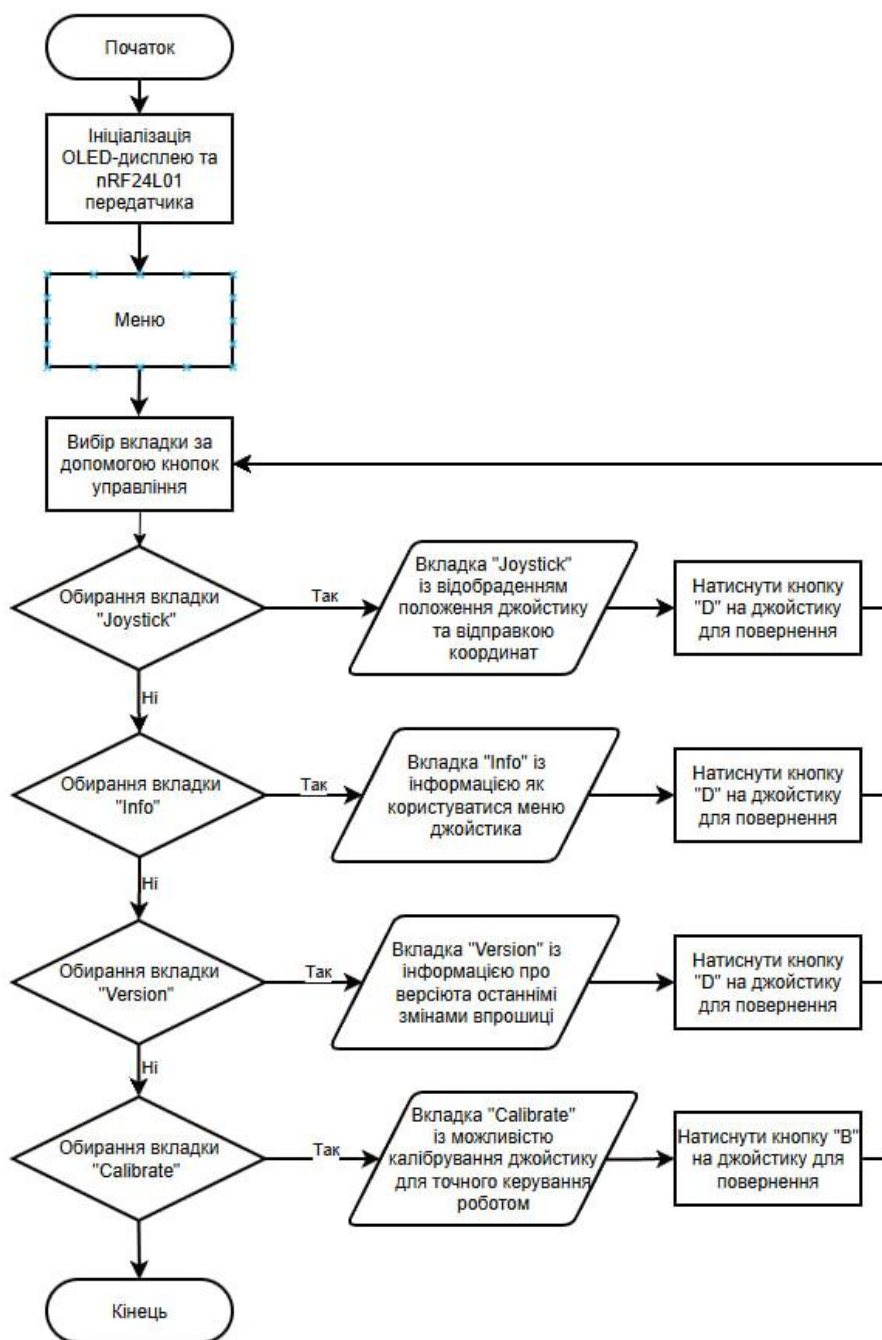 Початок
Ініціалізація
OLED-дисплею та
nRF24L01
передатчика
Меню
Вибір вкладки за
допомогою кнопок
управління
Обирання вкладки
"Joystick"
Так
Вкладка "Joystick"
із відобраденням
положення джойстику
та відправкою
координат
Натиснути кнопку
"D" на джойстику
для повернення
Ні
Обирання вкладки
"Info"
Так
Вкладка "Info" із
інформацією як
користуватися меню
джойстика
Натиснути кнопку
"D" на джойстику
для повернення
Ні
Обирання вкладки
"Version"
Так
Вкладка "Version" із
інформацією про
версіюта останнімі
змінами впрошиці
Натиснути кнопку
"D" на джойстику
для повернення
Ні
Обирання вкладки
"Calibrate"
Так
Вкладка "Calibrate"
із можливістю
калібрування джойстику
для точного керування
роботом
Натиснути кнопку "B"
на джойстику для
повернення
Кінець